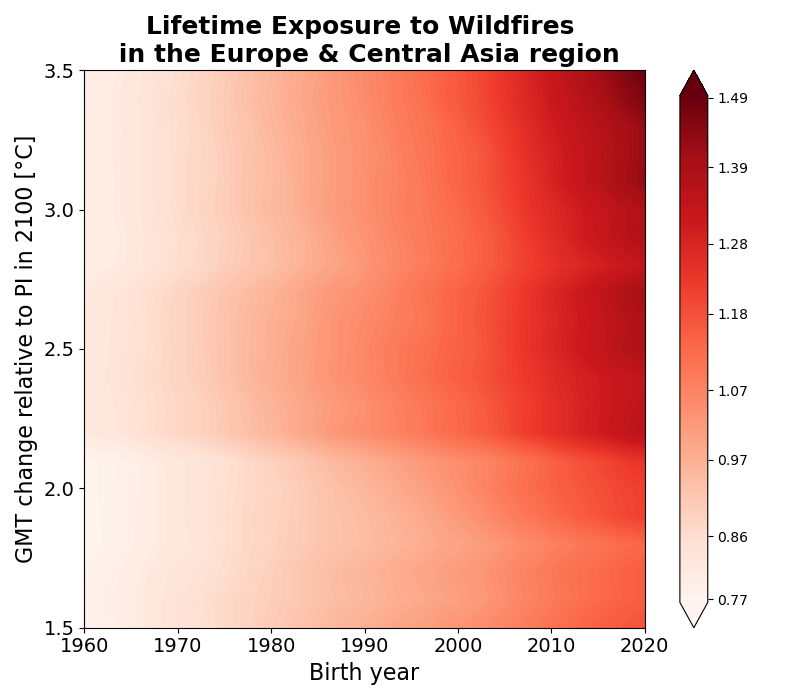 Lifetime Exposure to Wildfires
in the Europe & Central Asia region
GMT change relative to PI in 2100 [°C]
3.5
3.0
2.5
2.0
1.5
1960 1970 1980 1990 2000 2010 2020
Birth year
1.49
1.39
1.28
1.18
1.07
0.97
0.86
0.77